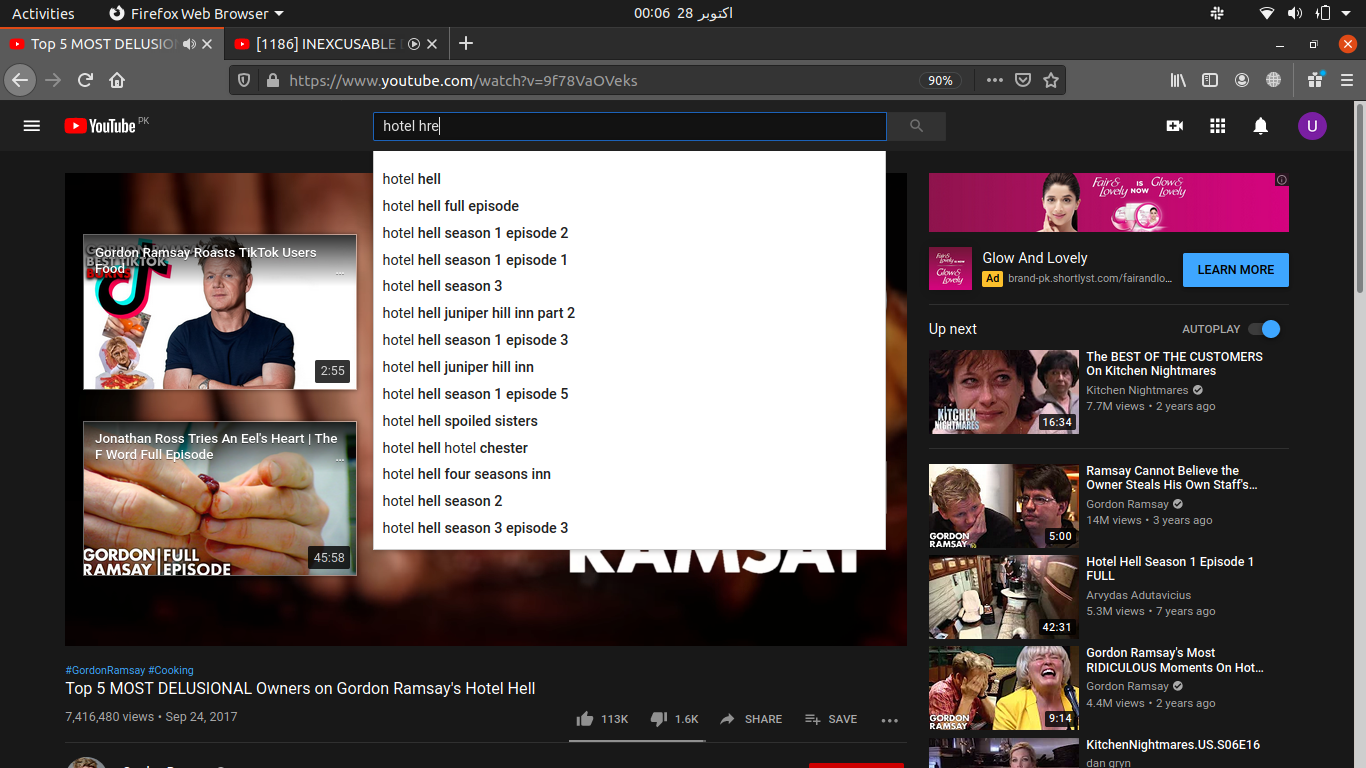 Activities
Firefox Web Browser
00:06 28 اکتوبر
Top 5 MOST DELUSION
[1186] INEXCUSABLE
https://www.youtube.com/watch?v=9f78VaOVeks
90%
YouTube PK
hotel hre
U
hotel hell
hotel hell full episode
hotel hell season 1 episode 2
hotel hell season 1 episode 1
hotel hell season 3
hotel hell juniper hill inn part 2
hotel hell season 1 episode 3
hotel hell juniper hill inn
hotel hell season 1 episode 5
hotel hell spoiled sisters
hotel hell hotel chester
hotel hell four seasons inn
hotel hell season 2
hotel hell season 3 episode 3
Gordon Ramsay Roasts TikTok Users
Food
BEST TIKTOK
BURNS
2:55
Jonathan Ross Tries An Eel's Heart | The
F Word Full Episode
GORDON FULL
RAMSAY EPISODE
45:58
RAMSAY
#GordonRamsay #Cooking
Top 5 MOST DELUSIONAL Owners on Gordon Ramsay's Hotel Hell
7,416,480 views • Sep 24, 2017
113K
1.6K
SHARE
SAVE
Fair & Lovely IS NOW Glow & Lovely
Glow And Lovely
Ad brand-pk.shortlyst.com/fairandlo...
LEARN MORE
Up next
AUTOPLAY
The BEST OF THE CUSTOMERS
On Kitchen Nightmares
Kitchen Nightmares
7.7M views • 2 years ago
KITCHEN
NIGHTMARES
16:34
Ramsay Cannot Believe the
Owner Steals His Own Staff's...
Gordon Ramsay
14M views • 3 years ago
GORDON
RAMSAY
5:00
Hotel Hell Season 1 Episode 1
FULL
Arvydas Adutavicius
5.3M views • 7 years ago
42:31
Gordon Ramsay's Most
RIDICULOUS Moments On Hot...
Gordon Ramsay
4.4M views • 2 years ago
GORDON
RAMSAY
9:14
KitchenNightmares.US.S06E16
dan gryn